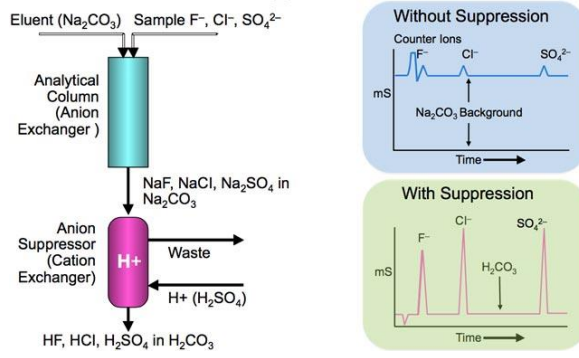 Eluent (Na₂CO₃)
Sample F⁻, Cl⁻, SO₄²⁻
Analytical
Column
(Anion
Exchanger )
NaF, NaCl, Na₂SO₄ in
Na₂CO₃
Anion
Suppressor
(Cation
Exchanger)
H+
Waste
H+ (H₂SO₄)
HF, HCl, H₂SO₄ in H₂CO₃
Without Suppression
Counter Ions
F⁻
Cl⁻
SO₄²⁻
mS
Na₂CO₃ Background
Time
With Suppression
F⁻
Cl⁻
SO₄²⁻
H₂CO₃
mS
Time